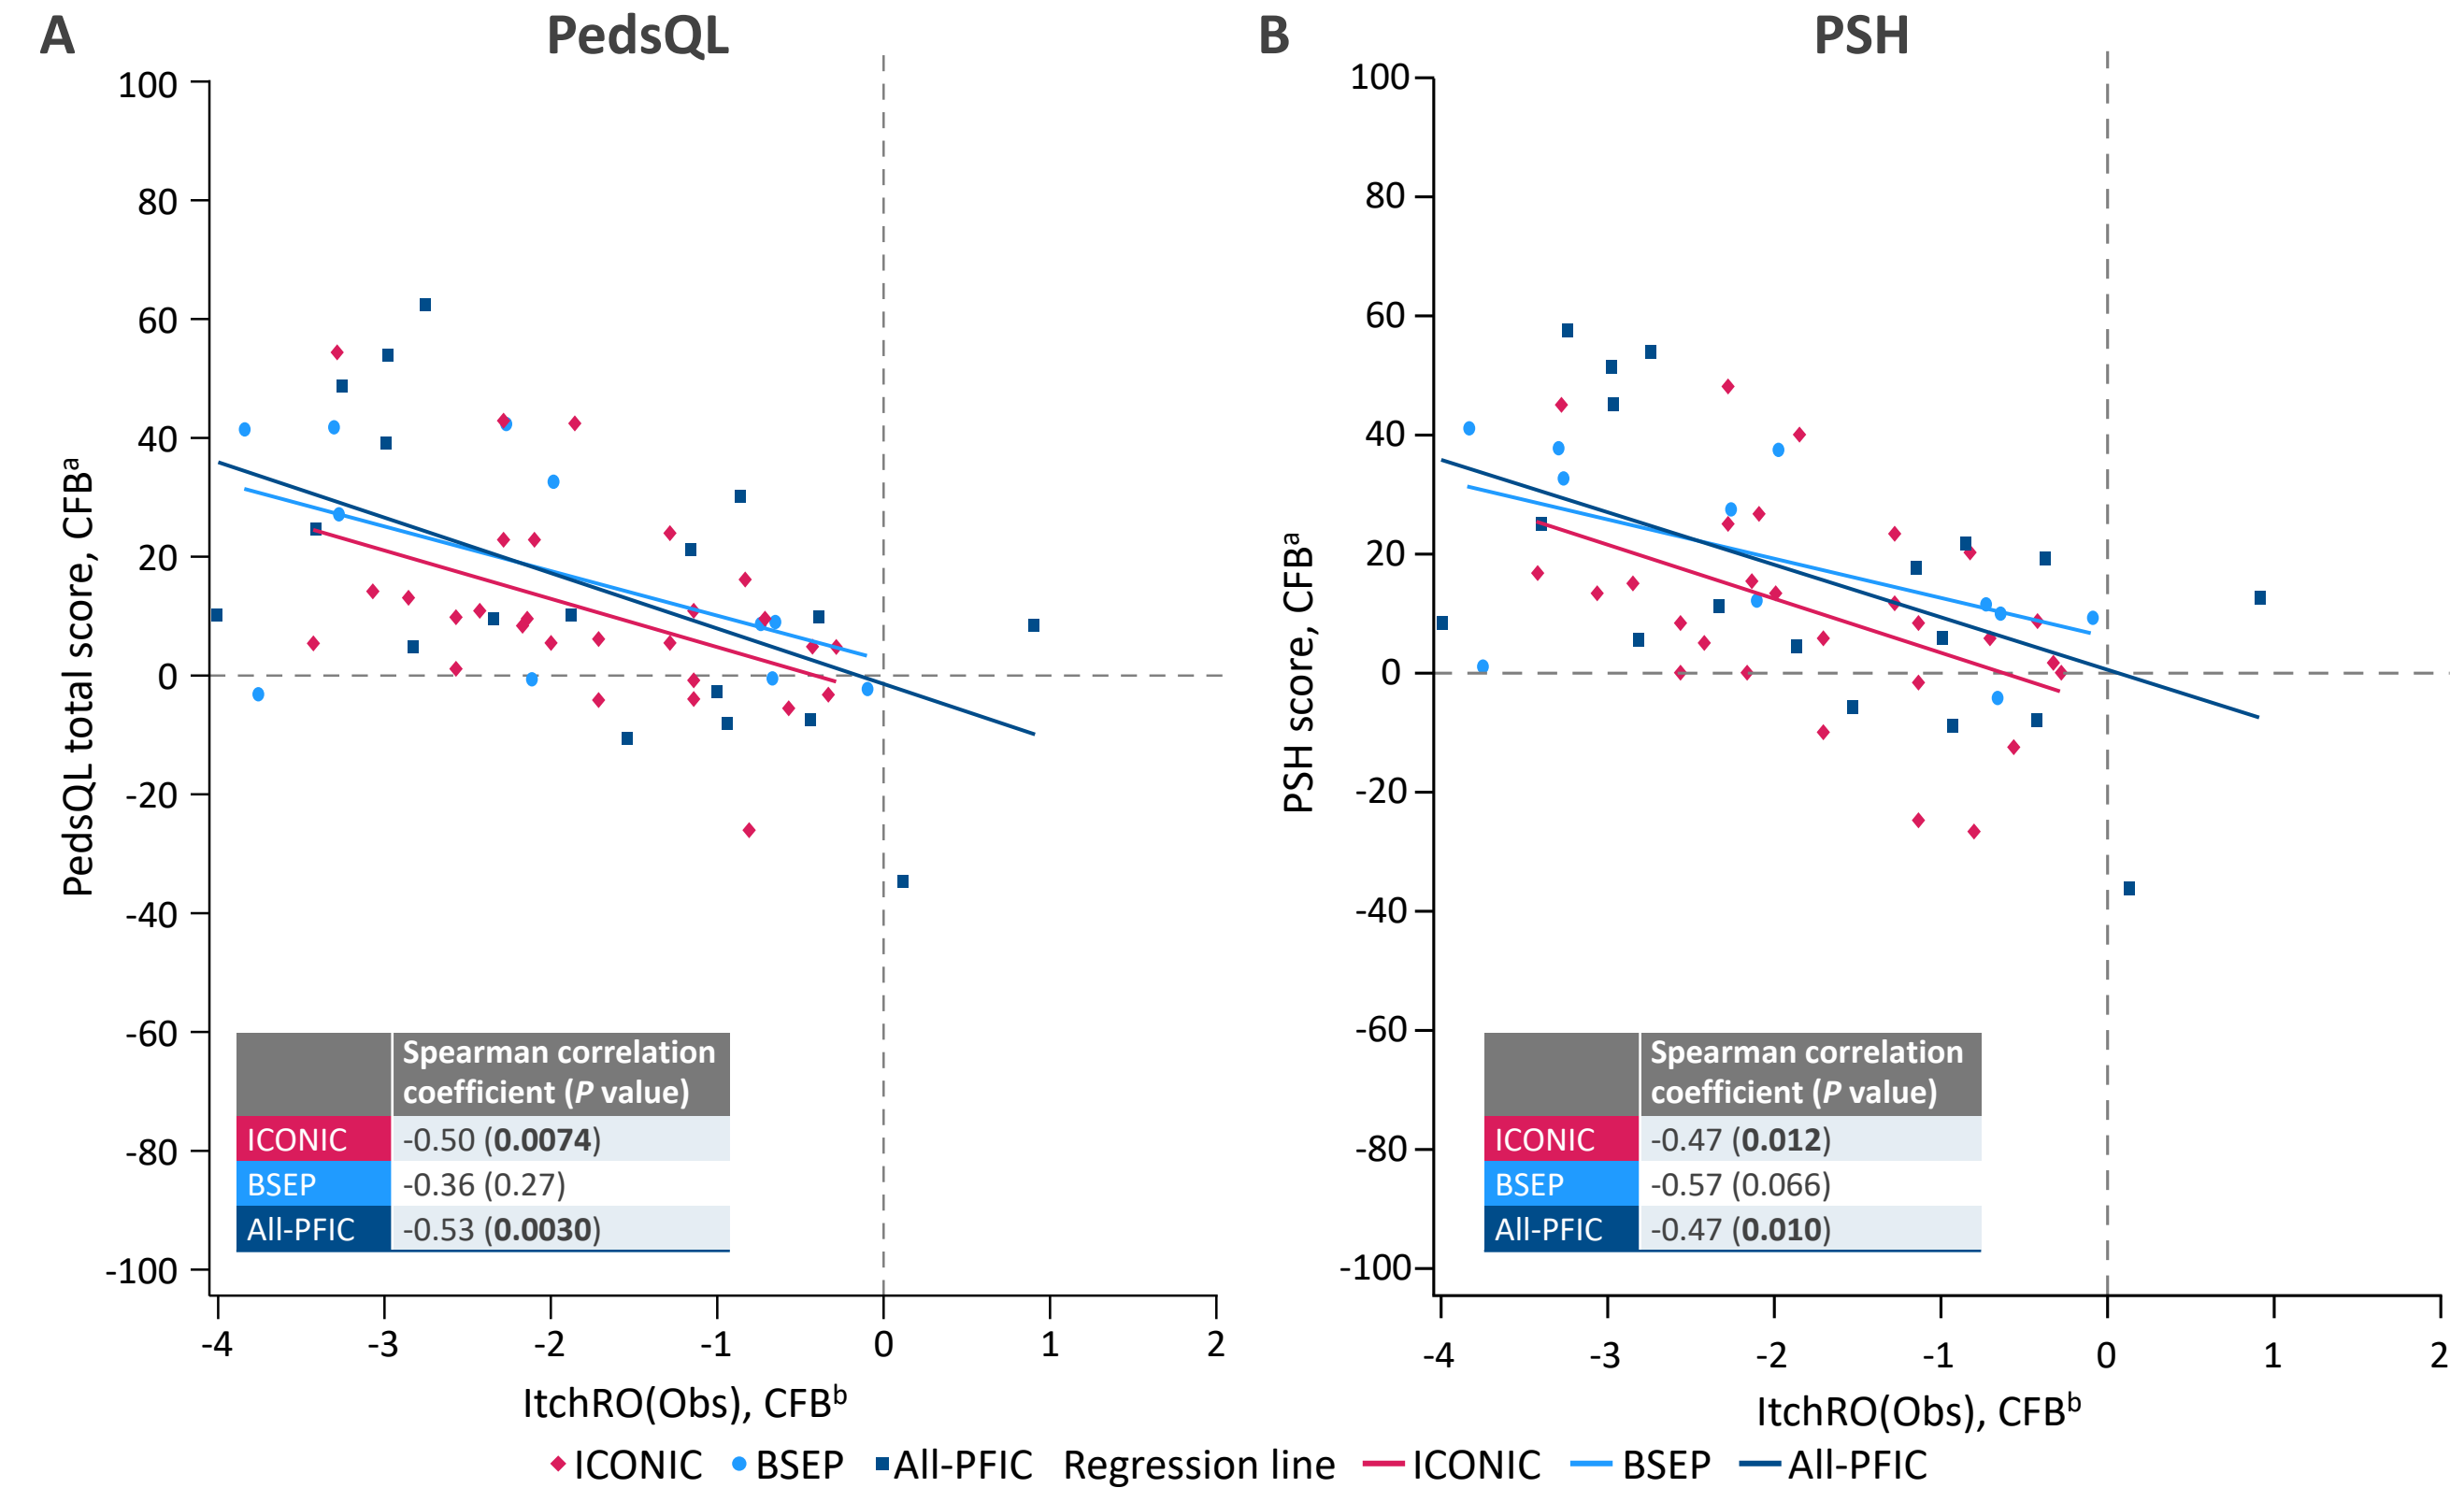 A
PedsQL
100
80
60
40
20
0
-20
-40
-60
-80
-100
PedsQL total score, CFBᵃ
Spearman correlation
coefficient (P value)
ICONIC -0.50 (0.0074)
BSEP -0.36 (0.27)
All-PFIC -0.53 (0.0030)
-4 -3 -2 -1 0 1 2
ItchRO(Obs), CFBᵇ
B
PSH
100
80
60
40
20
0
-20
-40
-60
-80
-100
PSH score, CFBᵃ
Spearman correlation
coefficient (P value)
ICONIC -0.47 (0.012)
BSEP -0.57 (0.066)
All-PFIC -0.47 (0.010)
-4 -3 -2 -1 0 1 2
ItchRO(Obs), CFBᵇ
ICONIC BSEP All-PFIC Regression line ICONIC BSEP All-PFIC